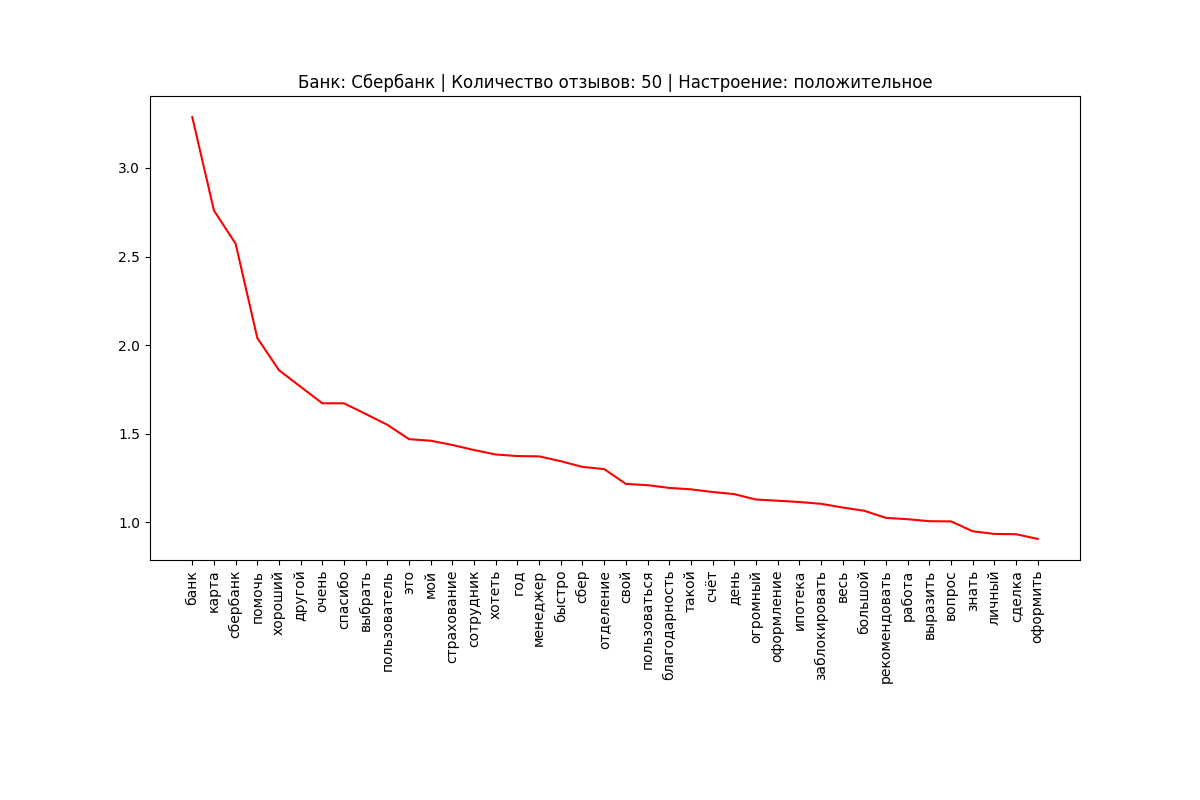 Банк: Сбербанк | Количество отзывов: 50 | Настроение: положительное
3.0
2.5
2.0
1.5
1.0
банк
карта
сбербанк
помочь
хороший
другой
очень
спасибо
выбрать
пользователь
это
мой
страхование
сотрудник
хотеть
год
менеджер
быстро
сбер
отделение
свой
пользоваться
благодарность
такой
счёт
день
огромный
оформление
ипотека
заблокировать
весь
большой
рекомендовать
работа
выразить
вопрос
знать
личный
сделка
оформить